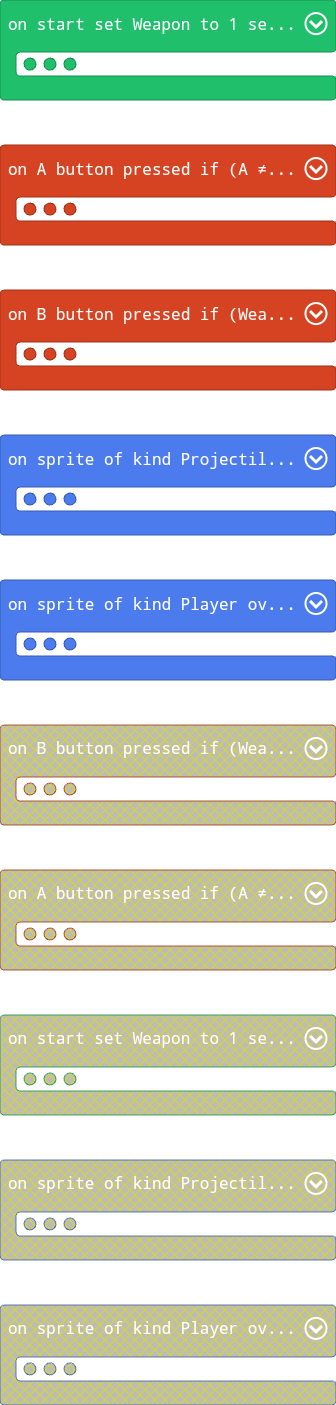 on start set Weapon to 1 se...
on A button pressed if (A ≠...
on B button pressed if (Wea...
on sprite of kind Projectil...
on sprite of kind Player ov...
on B button pressed if (Wea...
on A button pressed if (A ≠...
on start set Weapon to 1 se...
on sprite of kind Projectil...
on sprite of kind Player ov...